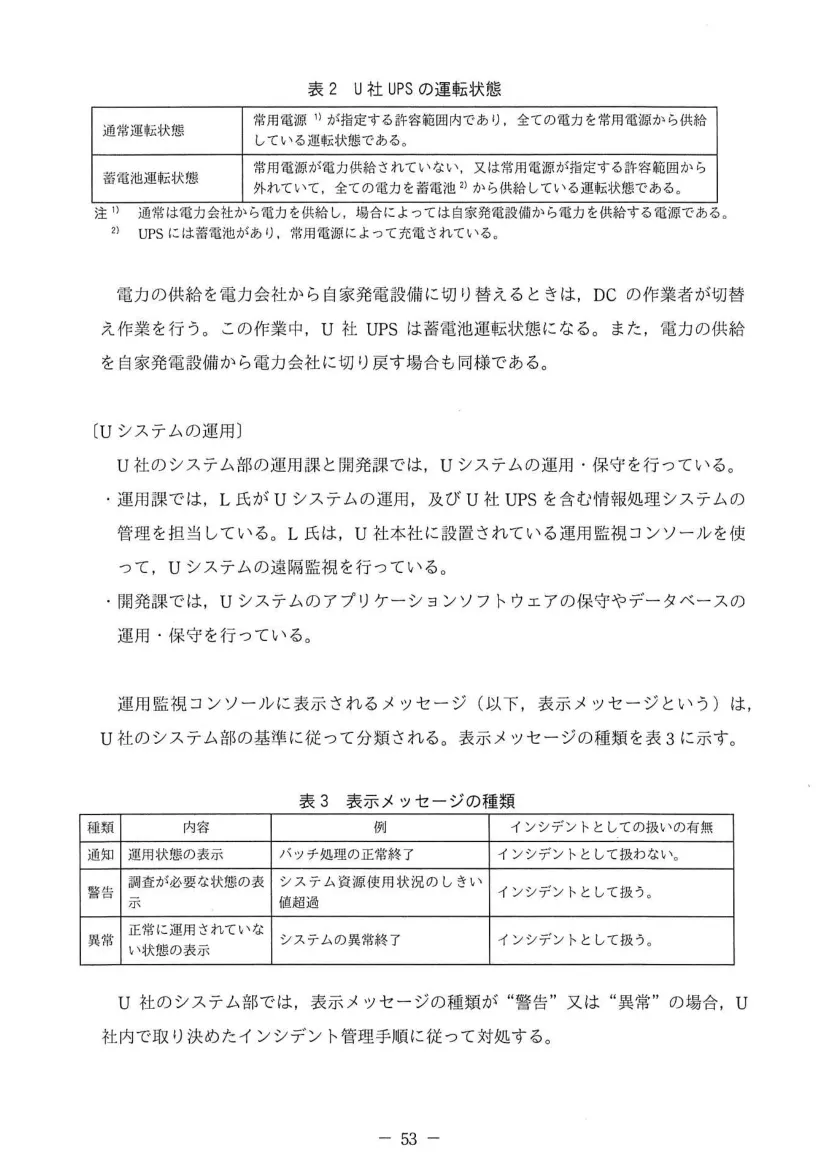 表2 U社UPSの運転状態
通常運転状態
常用電源 1) が指定する許容範囲内であり，全ての電力を常用電源から供給
している運転状態である。
蓄電池運転状態
常用電源が電力供給されていない，又は常用電源が指定する許容範囲から
外れていて，全ての電力を蓄電池 2) から供給している運転状態である。
注 1) 通常は電力会社から電力を供給し，場合によっては自家発電設備から電力を供給する電源である。
2) UPSには蓄電池があり，常用電源によって充電されている。
電力の供給を電力会社から自家発電設備に切り替えるときは，DC の作業者が切替
え作業を行う。この作業中，U 社 UPS は蓄電池運転状態になる。また，電力の供給
を自家発電設備から電力会社に切り戻す場合も同様である。
〔Uシステムの運用〕
U社のシステム部の運用課と開発課では，Uシステムの運用・保守を行っている。
・運用課では，L氏がUシステムの運用，及びU社UPSを含む情報処理システムの
管理を担当している。L氏は，U社本社に設置されている運用監視コンソールを使
って，Uシステムの遠隔監視を行っている。
・開発課では，Uシステムのアプリケーションソフトウェアの保守やデータベースの
運用・保守を行っている。
運用監視コンソールに表示されるメッセージ（以下，表示メッセージという）は，
U社のシステム部の基準に従って分類される。表示メッセージの種類を表3に示す。
表3 表示メッセージの種類
種類 内容 例 インシデントとしての扱いの有無
通知 運用状態の表示 バッチ処理の正常終了 インシデントとして扱わない。
警告 調査が必要な状態の表
示
システム資源使用状況のしきい
値超過
インシデントとして扱う。
異常 正常に運用されていな
い状態の表示
システムの異常終了 インシデントとして扱う。
U 社のシステム部では，表示メッセージの種類が“警告”又は“異常”の場合，U
社内で取り決めたインシデント管理手順に従って対処する。
－ 53 －